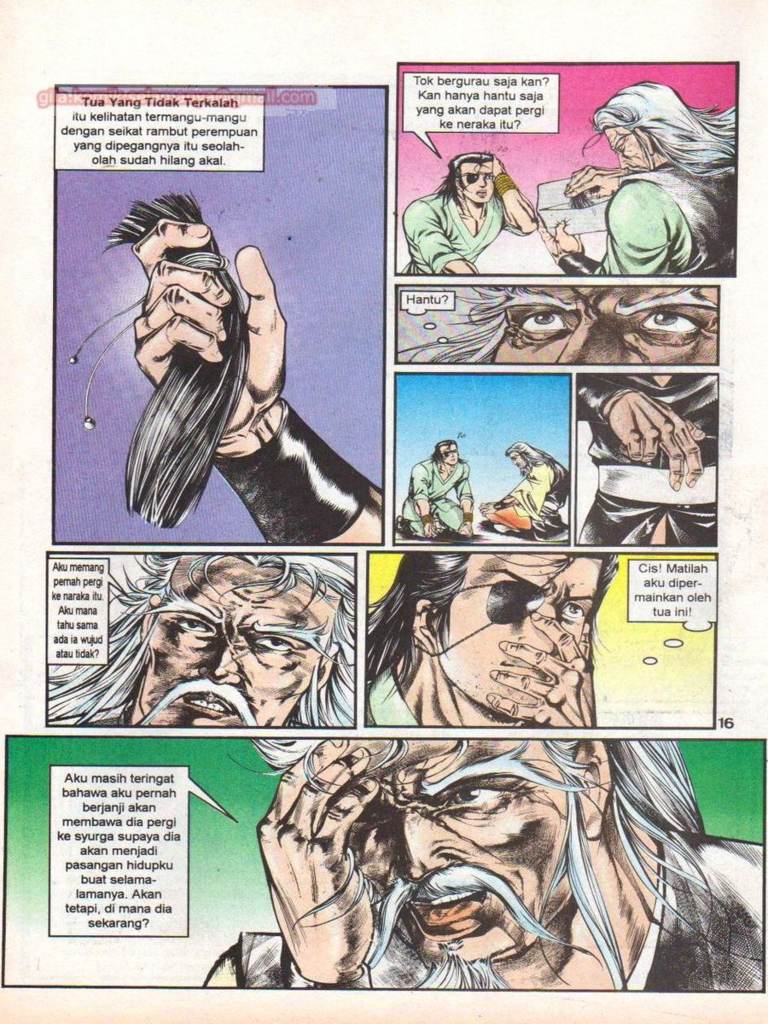 Tua Yang Tidak Terkalah
itu kelihatan termangu-mangu
dengan seikat rambut perempuan
yang dipegangnya itu seolah-
olah sudah hilang akal.
Tok bergurau saja kan?
Kan hanya hantu saja
yang akan dapat pergi
ke neraka itu?
Hantu?
Aku memang
pernah pergi
ke naraka itu.
Aku mana
tahu sama
ada ia wujud
atau tidak?
Cis! Matilah
aku diper-
mainkan oleh
tua ini!
16
Aku masih teringat
bahawa aku pernah
berjanji akan
membawa dia pergi
ke syurga supaya dia
akan menjadi
pasangan hidupku
buat selama-
lamanya. Akan
tetapi, di mana dia
sekarang?